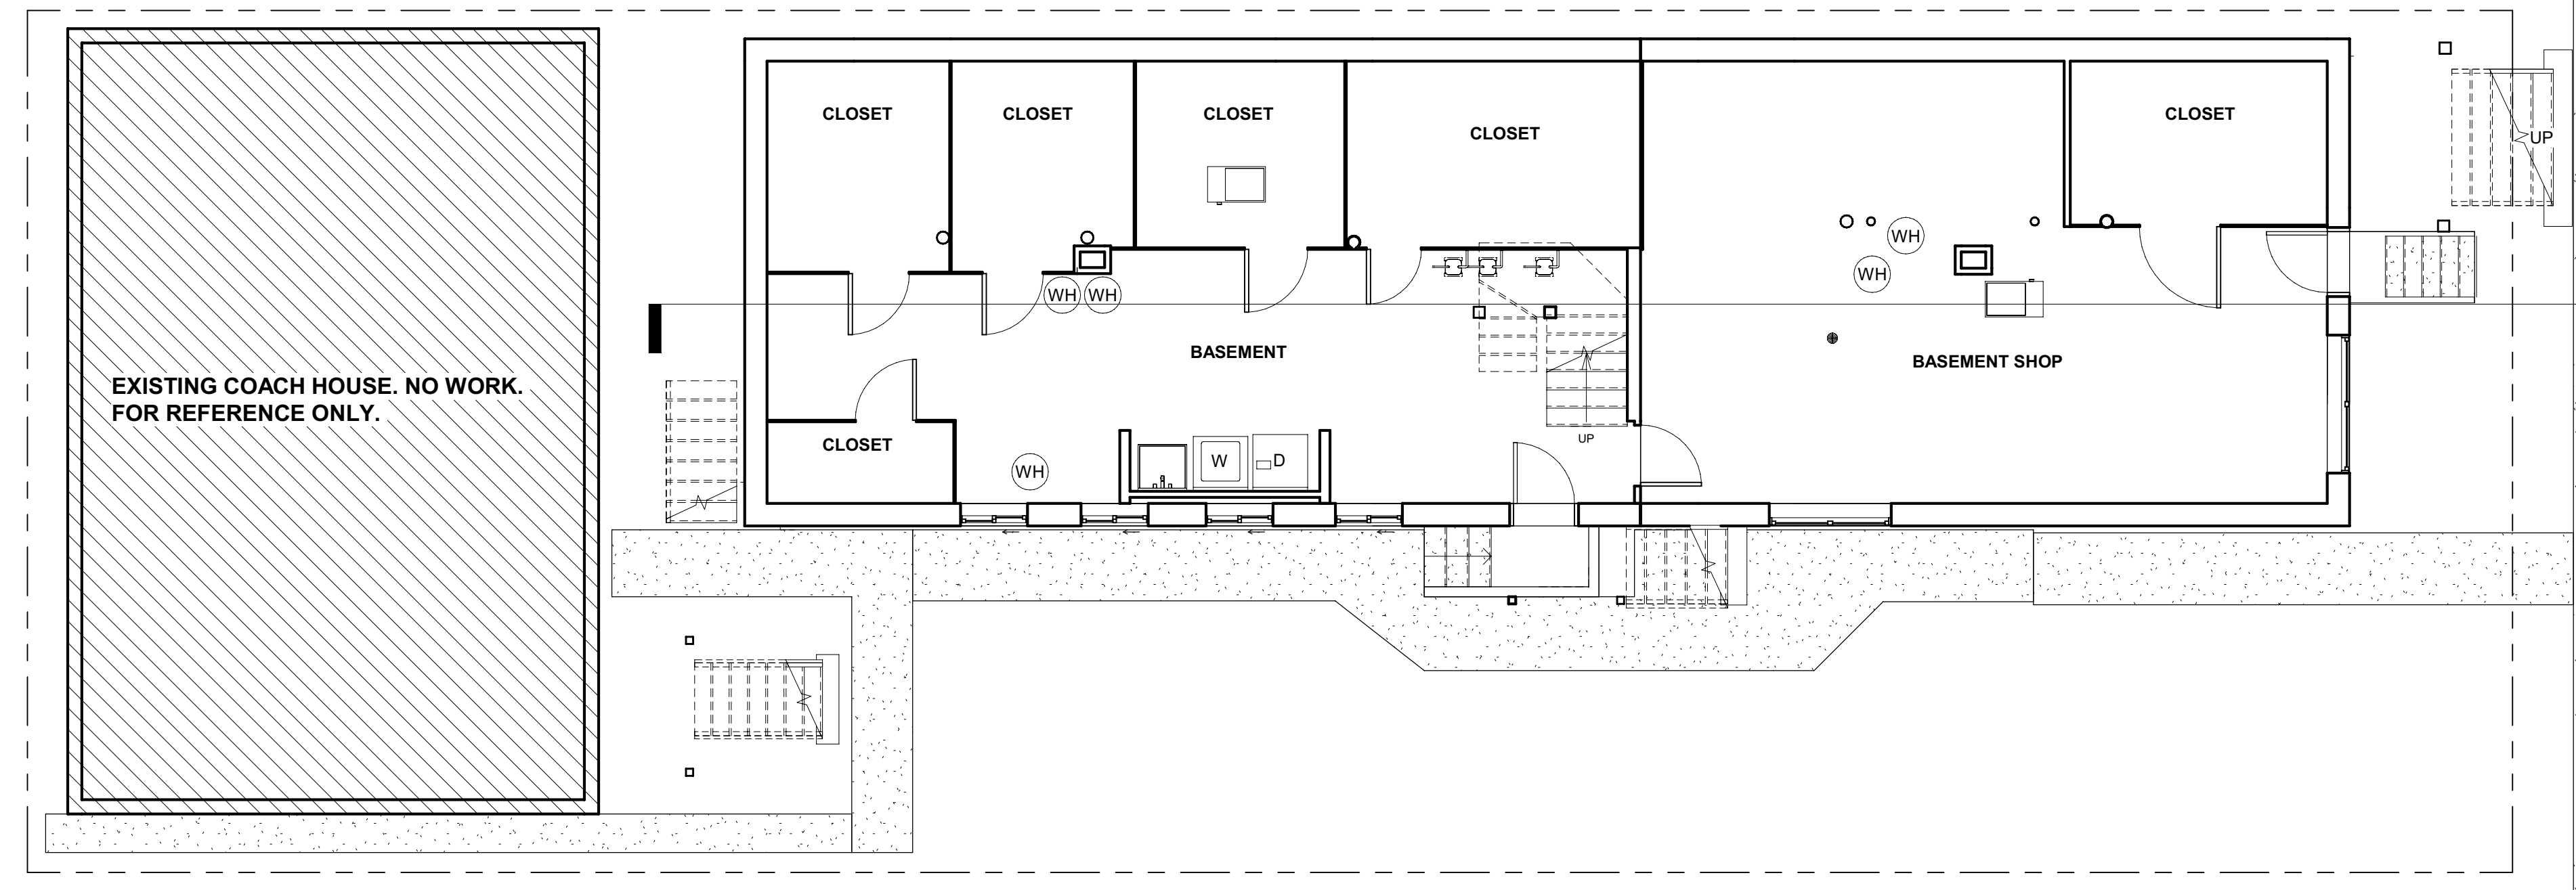 CLOSET
CLOSET
CLOSET
CLOSET
CLOSET
UP
WH
WH
WH
WH
BASEMENT
BASEMENT SHOP
EXISTING COACH HOUSE. NO WORK.
FOR REFERENCE ONLY.
CLOSET
UP
WH
W
D